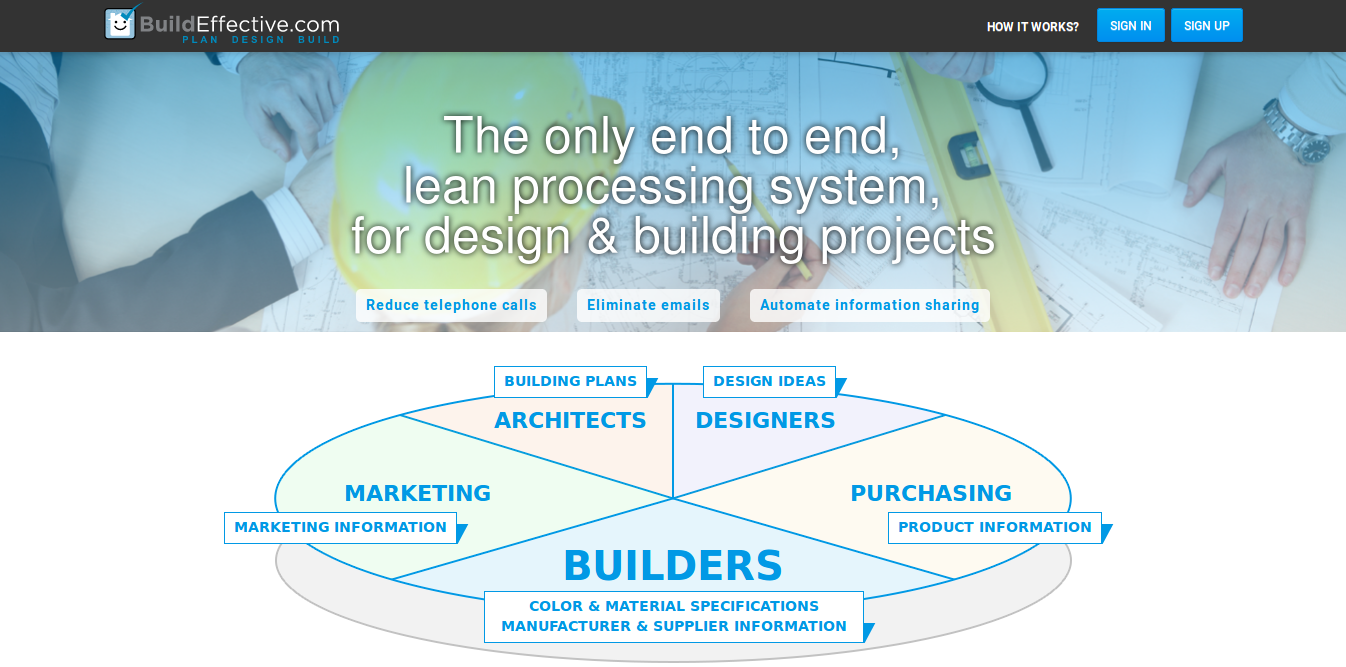 BuildEffective.com
PLAN DESIGN BUILD
HOW IT WORKS?
SIGN IN
SIGN UP
The only end to end,
lean processing system,
for design & building projects
Reduce telephone calls
Eliminate emails
Automate information sharing
BUILDING PLANS
DESIGN IDEAS
ARCHITECTS
DESIGNERS
MARKETING
PURCHASING
MARKETING INFORMATION
PRODUCT INFORMATION
BUILDERS
COLOR & MATERIAL SPECIFICATIONS
MANUFACTURER & SUPPLIER INFORMATION